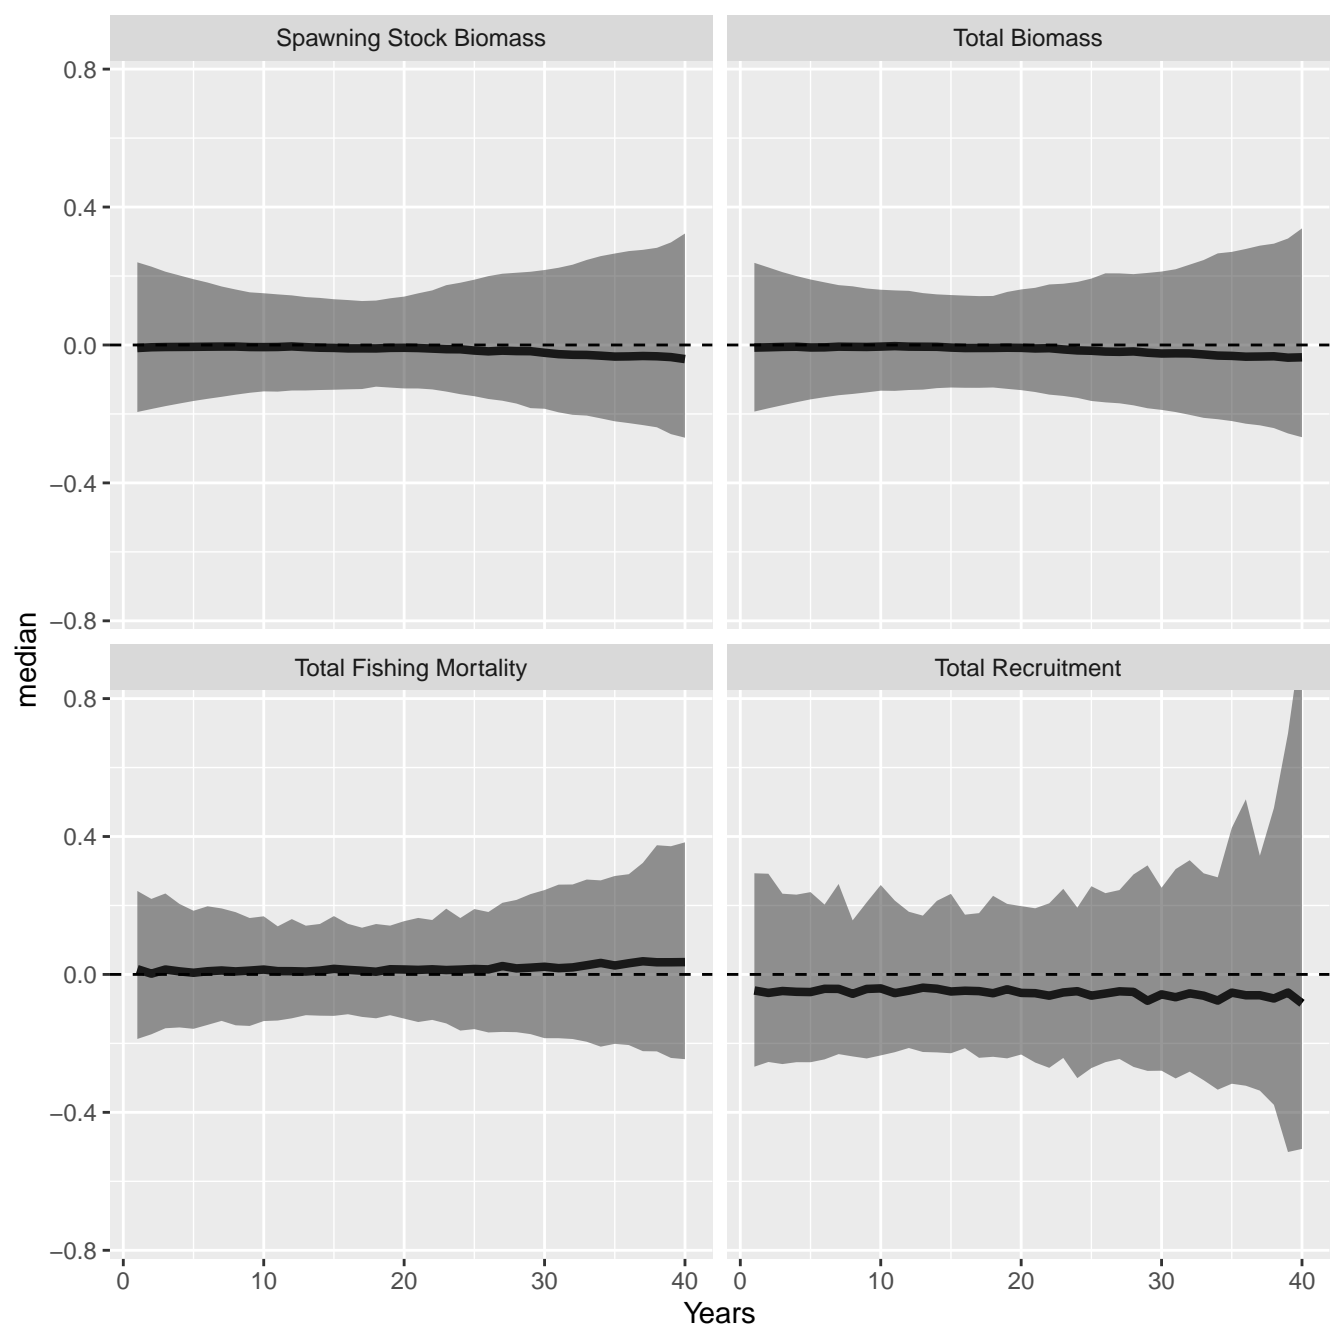 Spawning Stock Biomass
Total Biomass
0.8
0.4
0.0
−0.4
−0.8
median
Total Fishing Mortality
Total Recruitment
0.8
0.4
0.0
−0.4
−0.8
0 10 20 30 40
0 10 20 30 40
Years